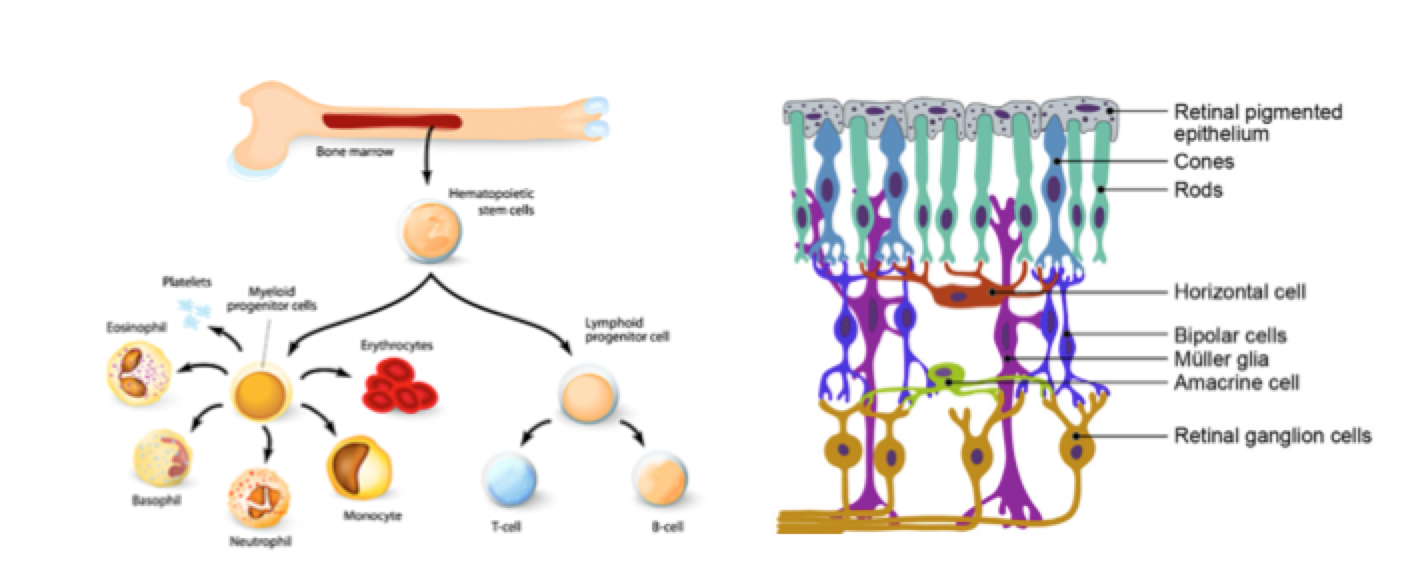 Bone marrow
Hematopoietic
stem cells
Platelets
Myeloid
progenitor cells
Eosinophil
Erythrocytes
Lymphoid
progenitor cell
Basophil
Neutrophil
Monocyte
T-cell
B-cell
Retinal pigmented
epithelium
Cones
Rods
Horizontal cell
Bipolar cells
Müller glia
Amacrine cell
Retinal ganglion cells